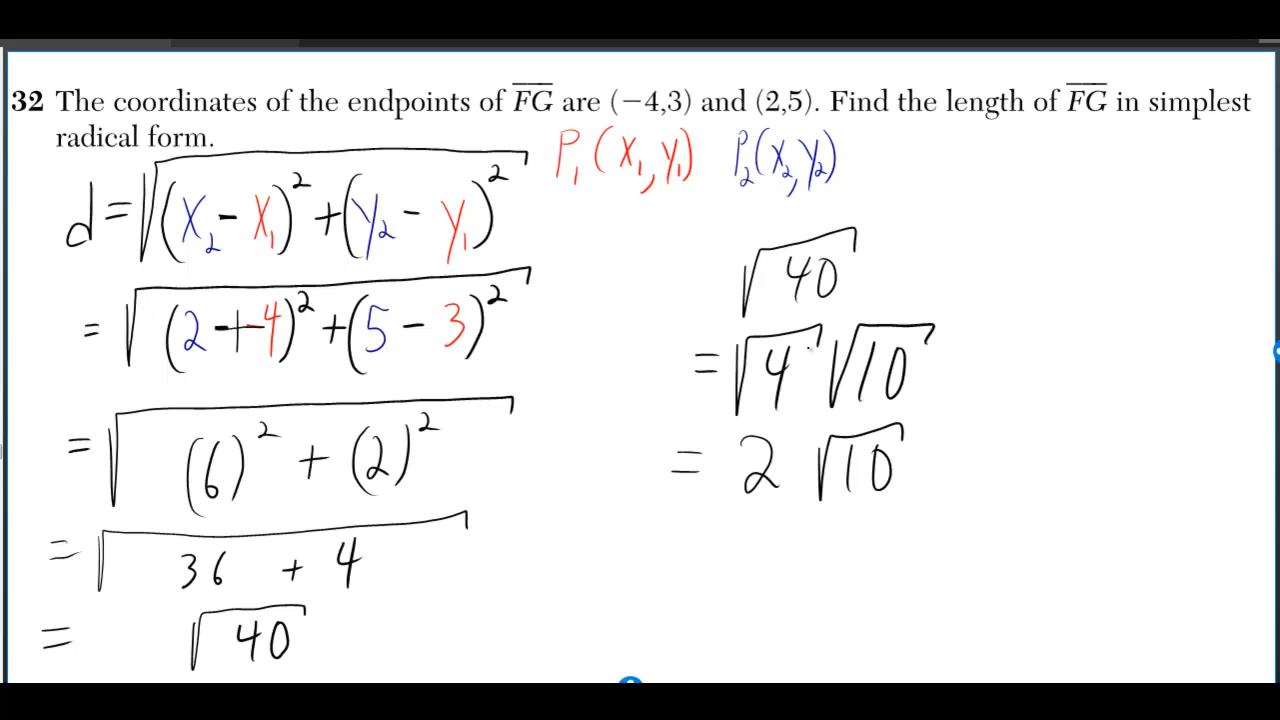 32 The coordinates of the endpoints of F̅G̅ are (−4,3) and (2,5). Find the length of F̅G̅ in simplest
radical form.
P₁(x₁,y₁) P₂(x₂,y₂)
d=√((x₂-x₁)²+(y₂-y₁)²)
=√((2-+-4)²+(5-3)²)
=√((6)²+(2)²)
=√(36+4)
=√40
√40
=√4 √10
=2√10